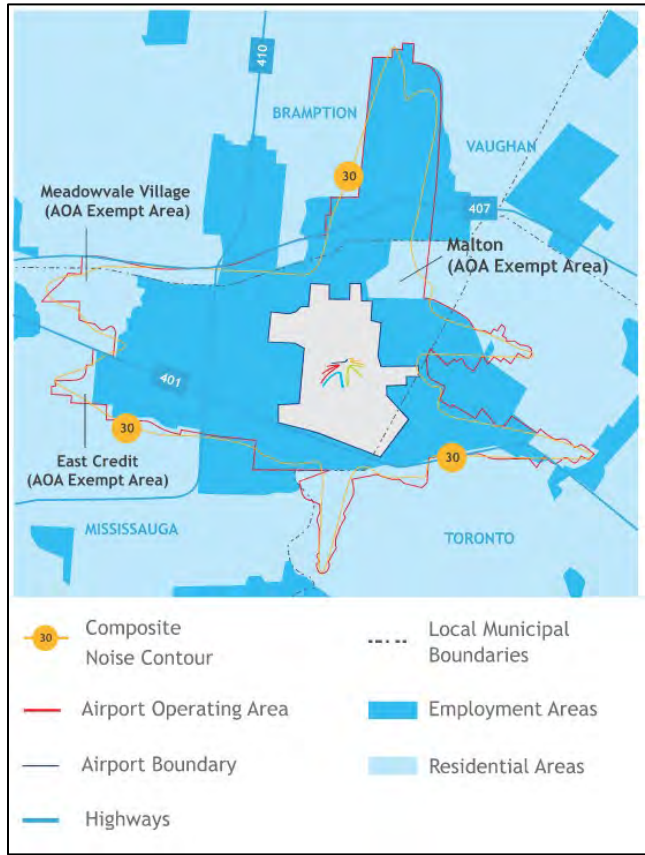 410
BRAMPTION
VAUGHAN
30
Meadowvale Village
(AOA Exempt Area)
407
Malton
(AOA Exempt Area)
401
30
30
East Credit
(AOA Exempt Area)
MISSISSAUGA
TORONTO
30
Composite
Noise Contour
Local Municipal
Boundaries
Airport Operating Area
Employment Areas
Airport Boundary
Residential Areas
Highways